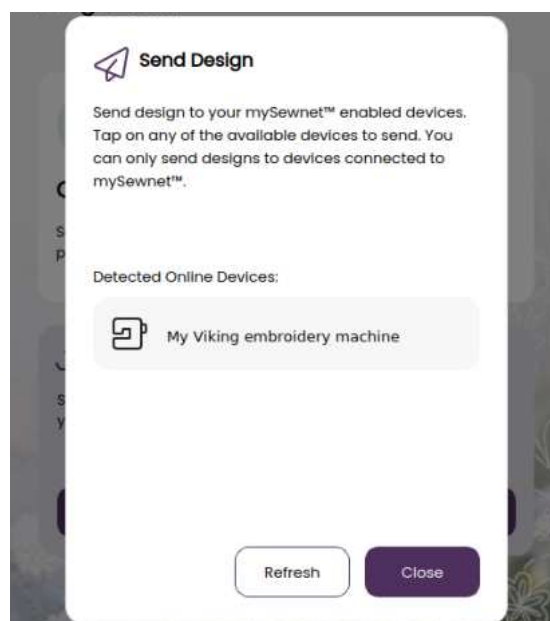 Send Design
Send design to your mySewnet™ enabled devices.
Tap on any of the available devices to send. You
can only send designs to devices connected to
mySewnet™.
Detected Online Devices:
My Viking embroidery machine
Refresh
Close